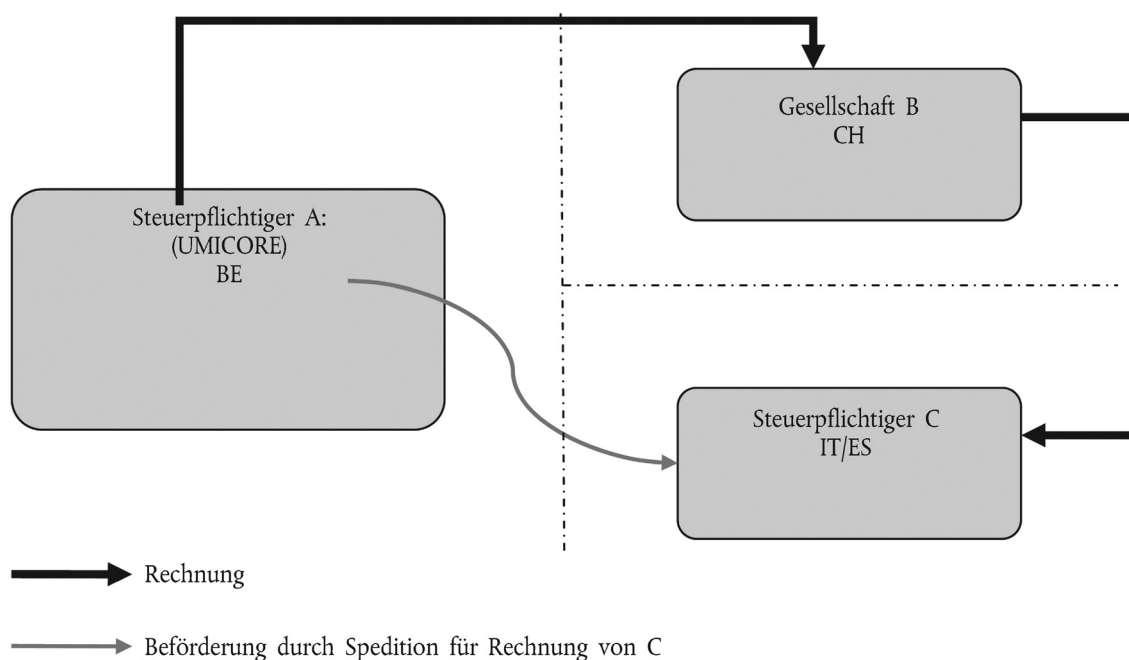 Gesellschaft B
CH
Steuerpflichtiger A:
(UMICORE)
BE
Steuerpflichtiger C
IT/ES
Rechnung
Beförderung durch Spedition für Rechnung von C